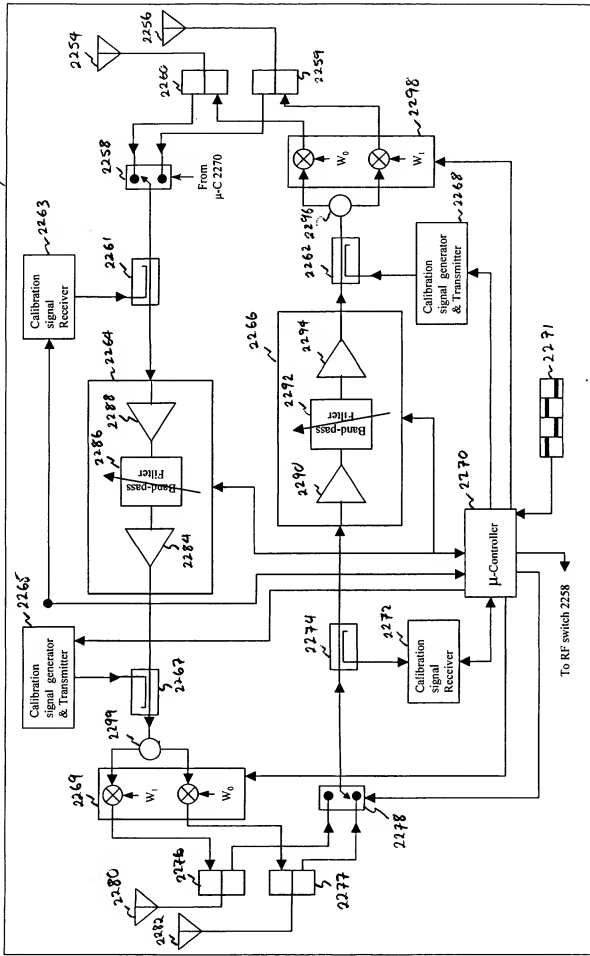 2254
2256
2260
2259
2258
From
μ-C 2270
2298
W0
W1
2296
2263
Calibration
signal
Receiver
2261
2262
2268
Calibration
signal generator
& Transmitter
2264
2288
2286
Band-pass
Filter
2284
2266
2294
2292
Band-pass
Filter
2290
2271
2270
μ-Controller
2265
Calibration
signal generator
& Transmitter
2267
2274
2272
Calibration
signal
Receiver
To RF switch 2258
2299
2269
W1
W0
2278
2276
2277
2280
2282